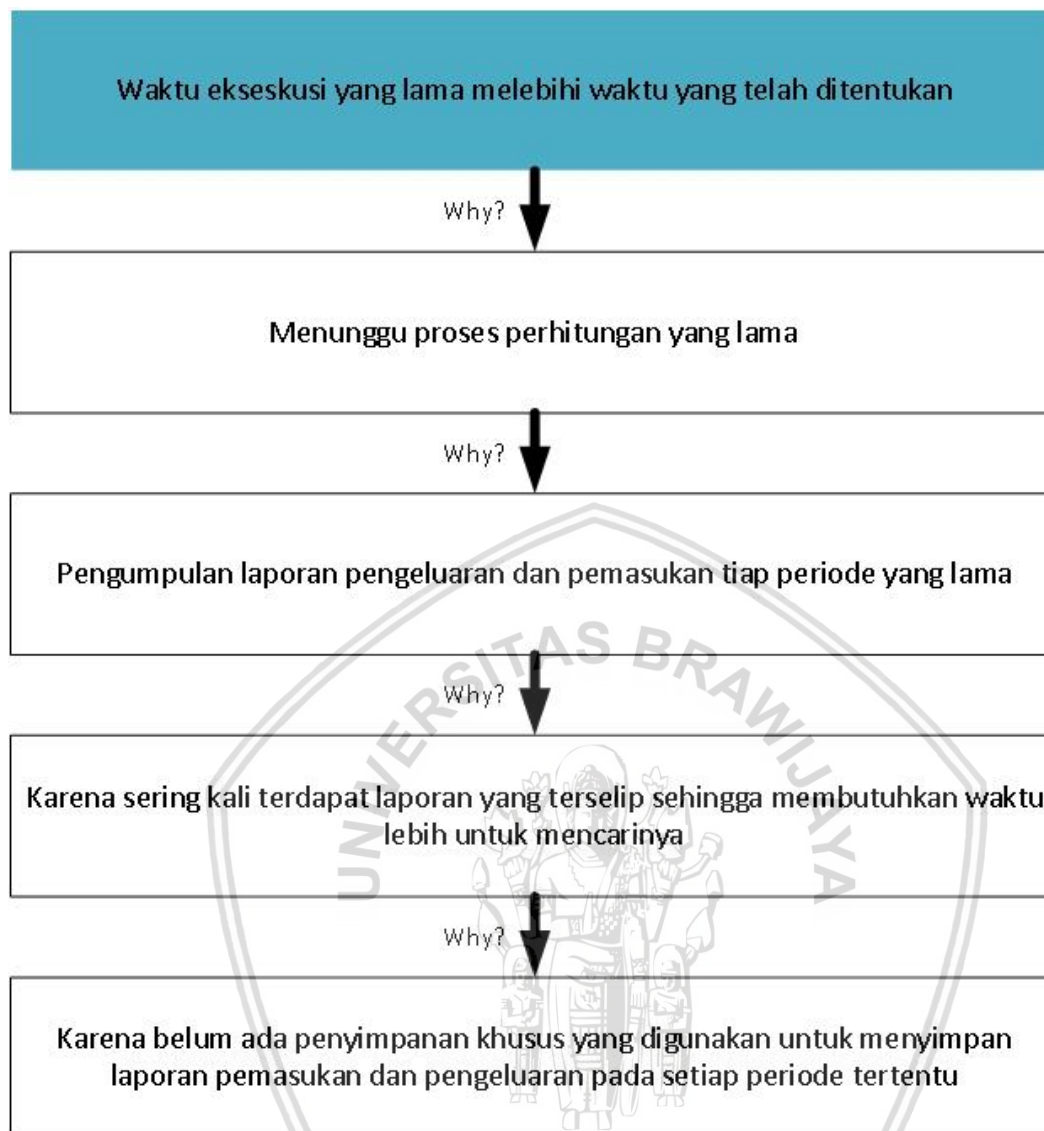 Waktu ekseskusi yang lama melebihi waktu yang telah ditentukan
Why?
Menunggu proses perhitungan yang lama
Why?
Pengumpulan laporan pengeluaran dan pemasukan tiap periode yang lama
Why?
Karena sering kali terdapat laporan yang terselip sehingga membutuhkan waktu
lebih untuk mencarinya
Why?
Karena belum ada penyimpanan khusus yang digunakan untuk menyimpan
laporan pemasukan dan pengeluaran pada setiap periode tertentu
UNIVERSITAS BRAWIJAYA